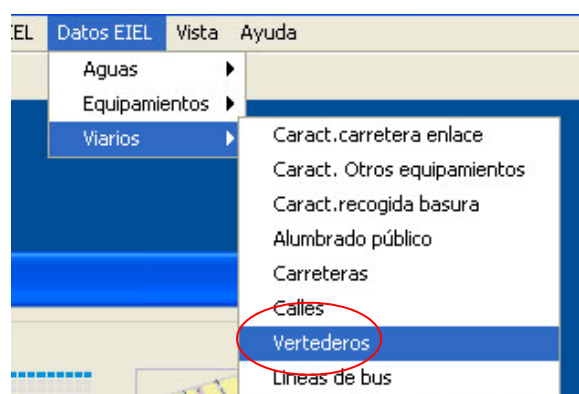 IEL Datos EIEL Vista Ayuda
Aguas
Equipamientos
Viarios
Caract.carretera enlace
Caract. Otros equipamientos
Caract.recogida basura
Alumbrado público
Carreteras
Calles
Vertederos
Líneas de bus